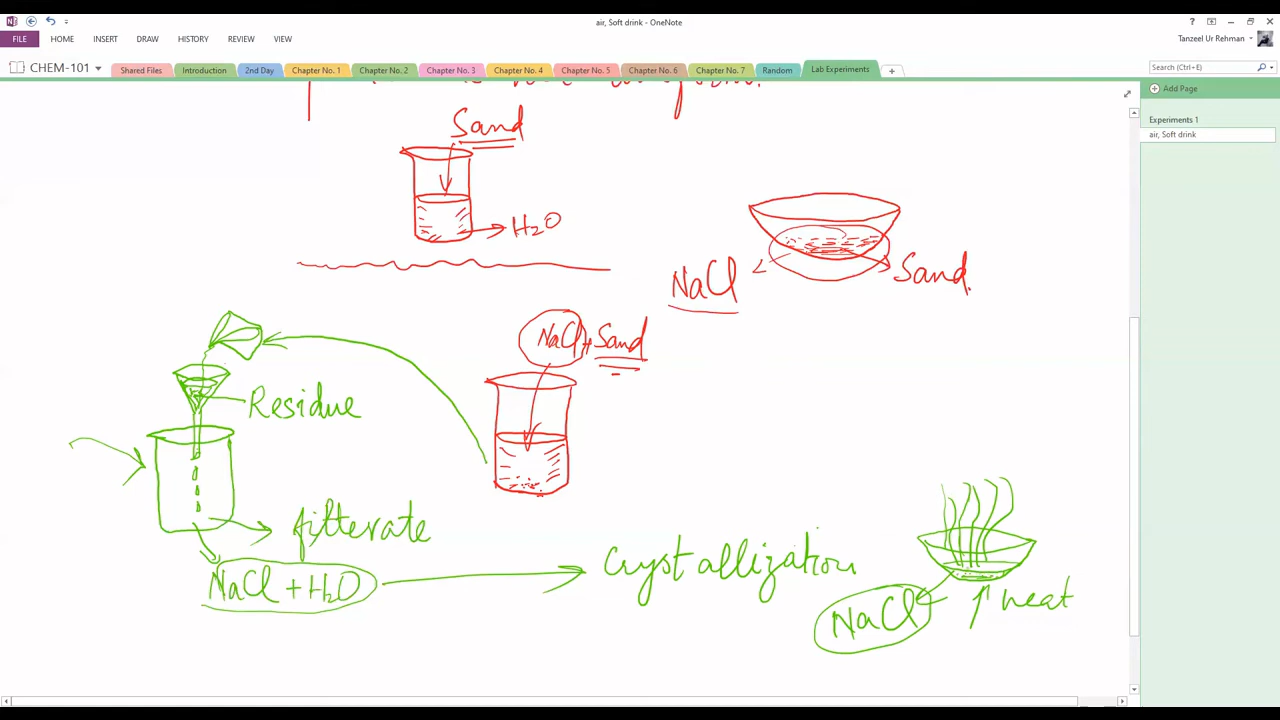 air, Soft drink - OneNote
FILE HOME INSERT DRAW HISTORY REVIEW VIEW
Tanzeel Ur Rehman
CHEM-101
Shared Files Introduction 2nd Day Chapter No. 1 Chapter No. 2 Chapter No. 3 Chapter No. 4 Chapter No. 5 Chapter No. 6 Chapter No. 7 Random Lab Experiments
Search (Ctrl+E)
Add Page
Experiments 1
air, Soft drink
Sand
H2O
NaCl
Sand.
NaCl + Sand
Residue
filterate
NaCl + H2O
Crystallization
heat
NaCl